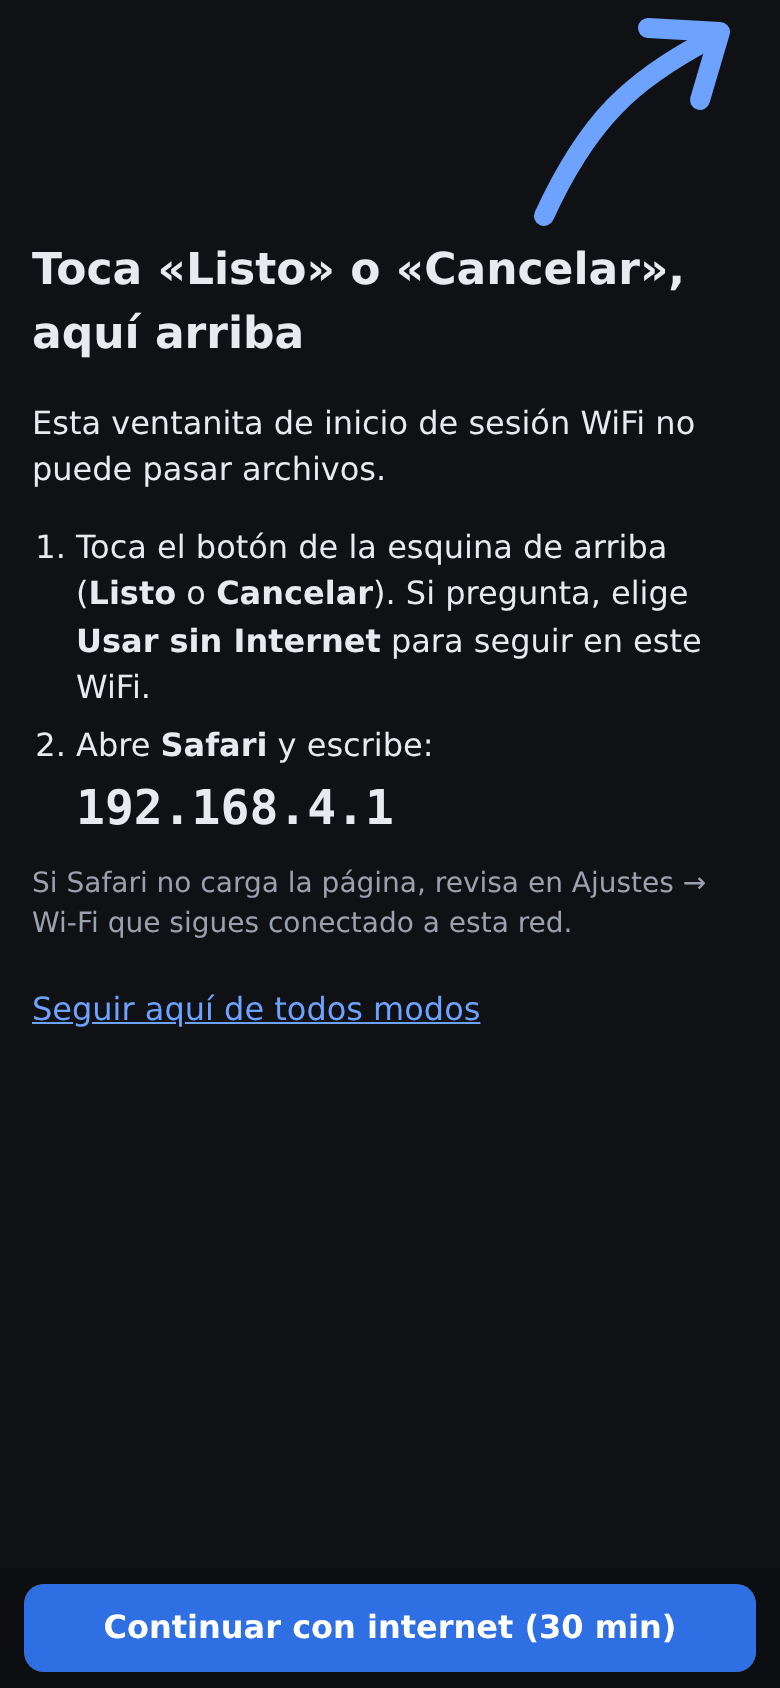 Toca «Listo» o «Cancelar»,
aquí arriba
Esta ventanita de inicio de sesión WiFi no
puede pasar archivos.
1. Toca el botón de la esquina de arriba
(Listo o Cancelar). Si pregunta, elige
Usar sin Internet para seguir en este
WiFi.
2. Abre Safari y escribe:
192.168.4.1
Si Safari no carga la página, revisa en Ajustes →
Wi-Fi que sigues conectado a esta red.
Seguir aquí de todos modos
Continuar con internet (30 min)